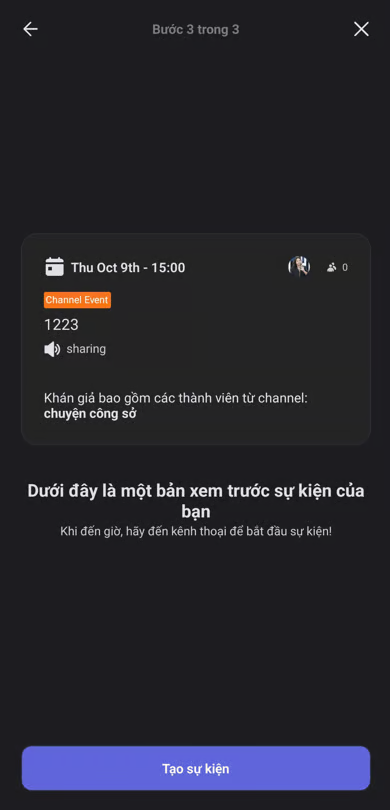 Bước 3 trong 3
Thu Oct 9th - 15:00
0
Channel Event
1223
sharing
Khán giả bao gồm các thành viên từ channel:
chuyện công sở
Dưới đây là một bản xem trước sự kiện của
bạn
Khi đến giờ, hãy đến kênh thoại để bắt đầu sự kiện!
Tạo sự kiện